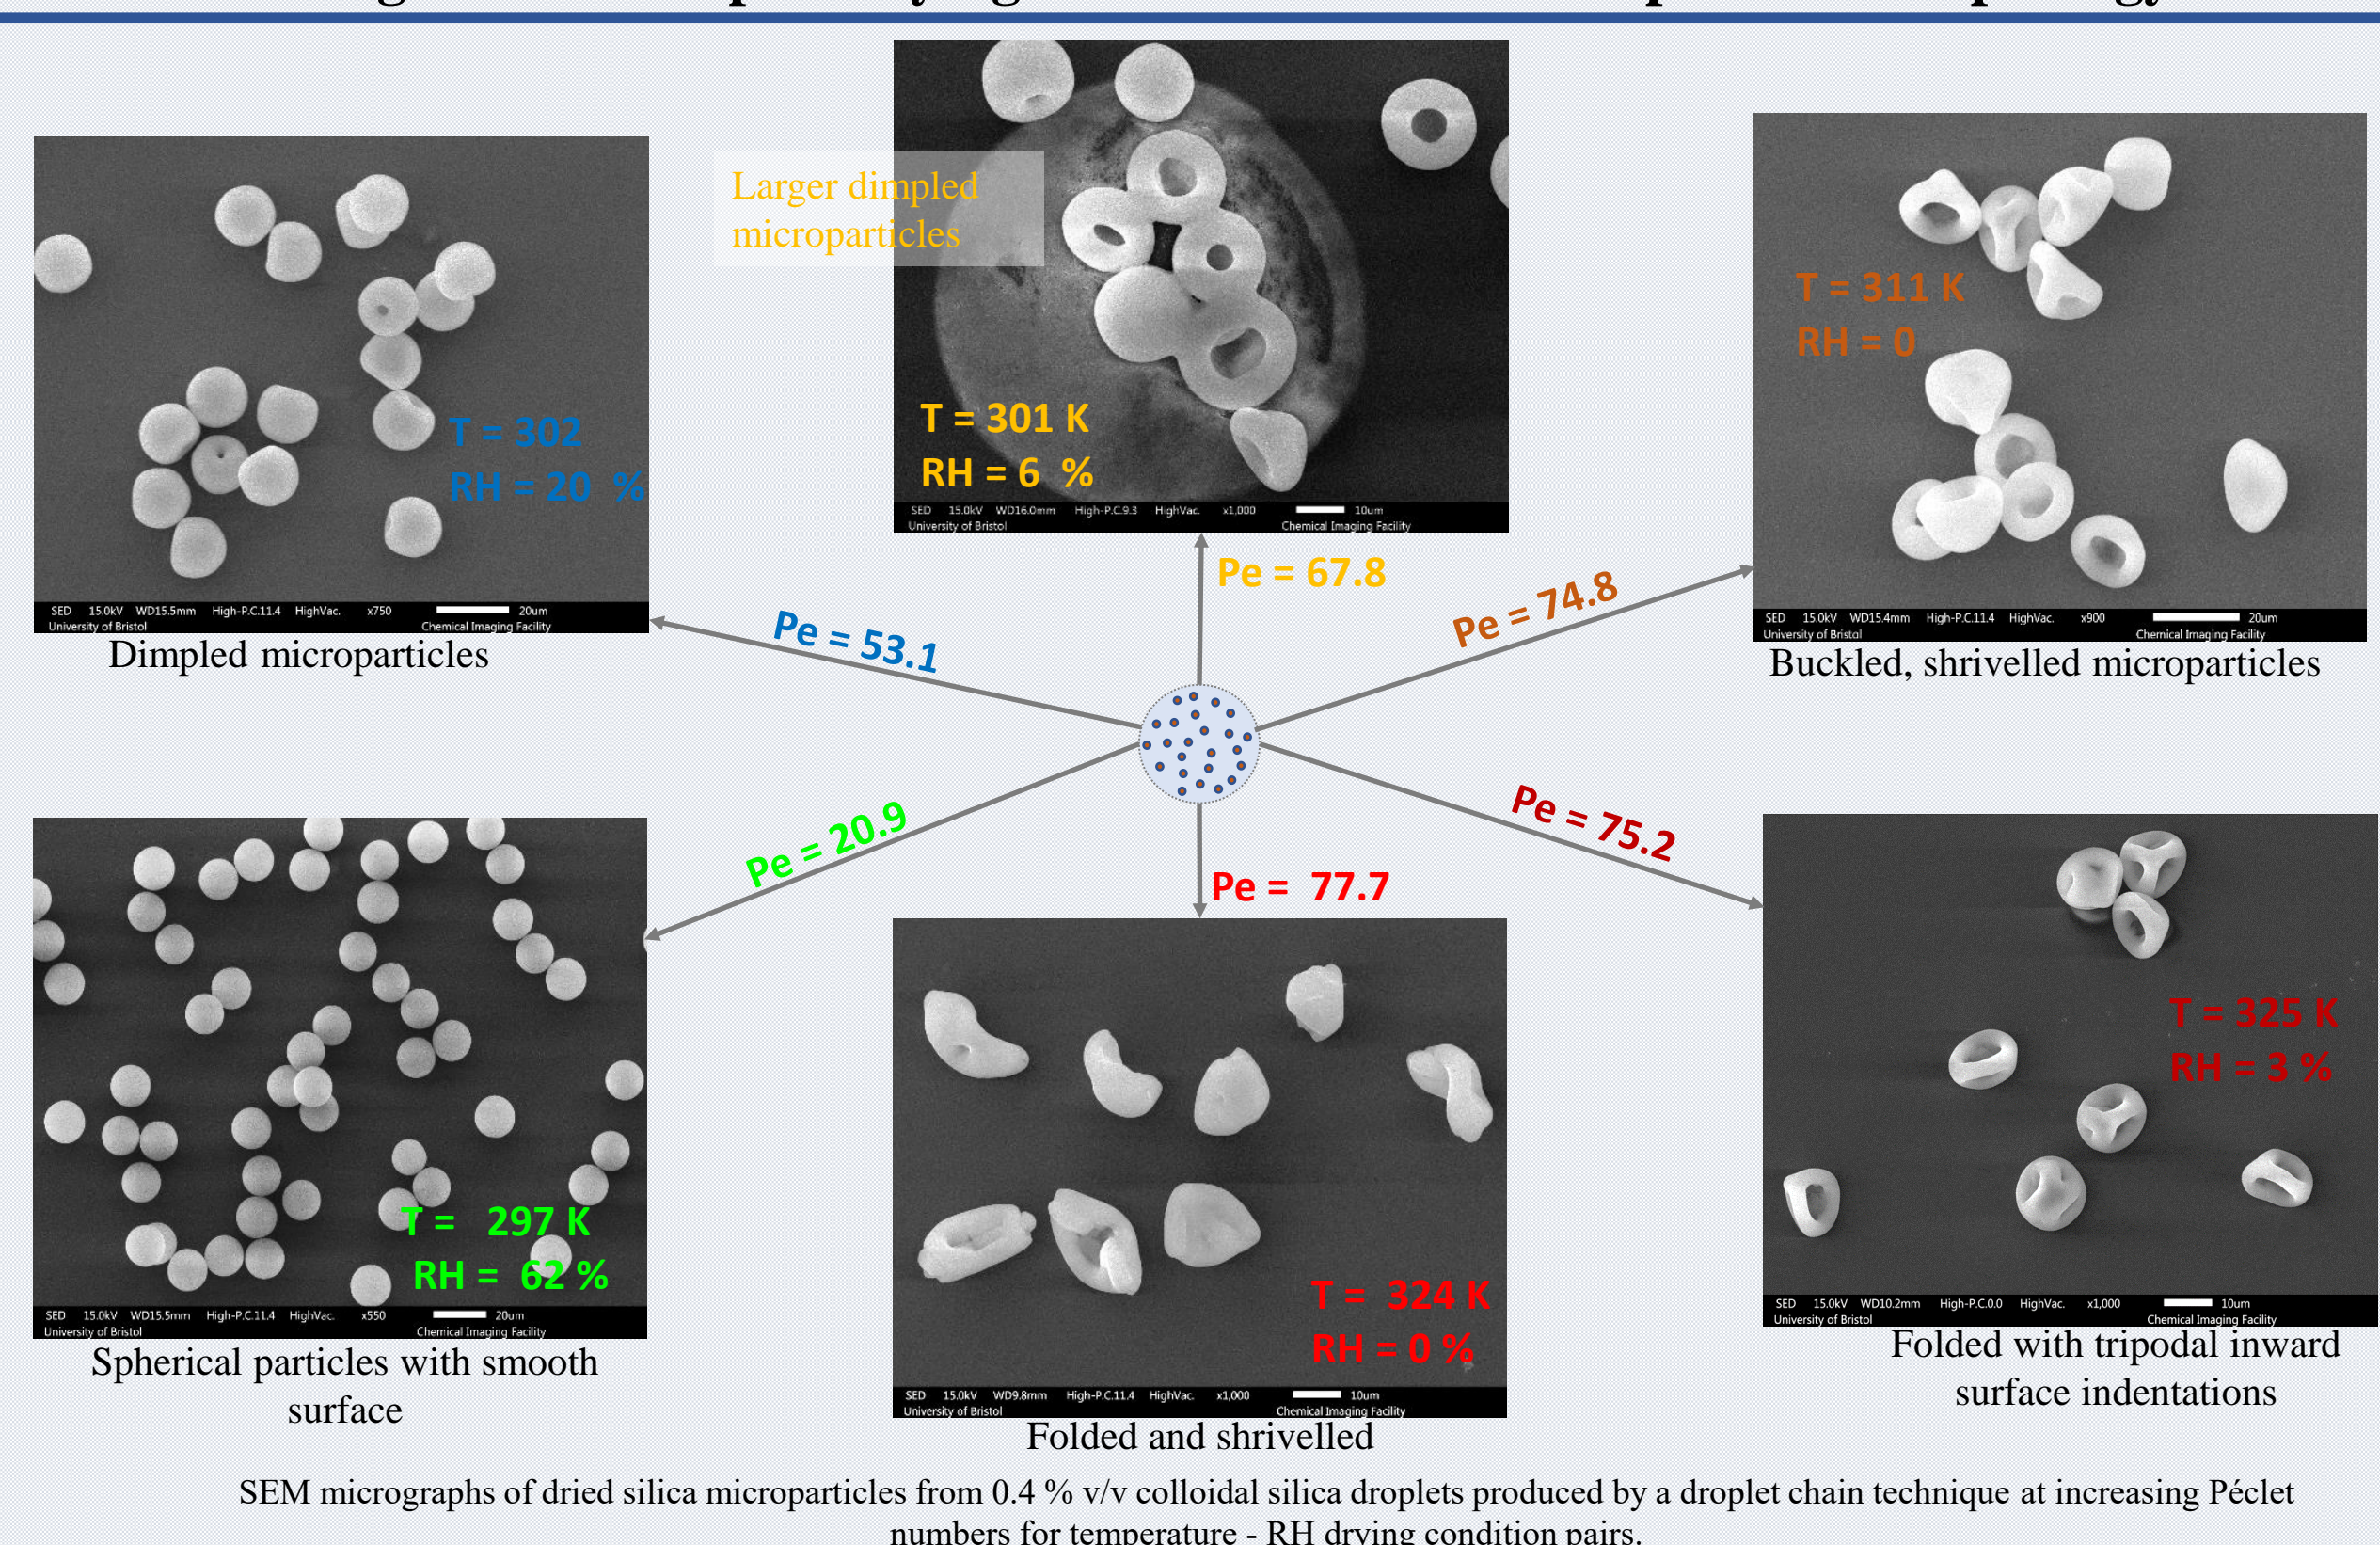 Larger dimpled
microparticles
T = 301 K
RH = 6 %
SED 15.0kV WD16.0mm High-P.C.9.3 HighVac. x1,000 10um
University of Bristol Chemical Imaging Facility
T = 302
RH = 20 %
SED 15.0kV WD15.5mm High-P.C.11.4 HighVac. x750 20um
University of Bristol Chemical Imaging Facility
Dimpled microparticles
T = 311 K
RH = 0
SED 15.0kV WD15.4mm High-P.C.11.4 HighVac. x900 20um
University of Bristol Chemical Imaging Facility
Buckled, shrivelled microparticles
Pe = 53.1
Pe = 67.8
Pe = 74.8
Pe = 20.9
Pe = 77.7
Pe = 75.2
T = 297 K
RH = 62 %
SED 15.0kV WD15.5mm High-P.C.11.4 HighVac. x550 20um
University of Bristol Chemical Imaging Facility
Spherical particles with smooth
surface
T = 324 K
RH = 0 %
SED 15.0kV WD9.8mm High-P.C.11.4 HighVac. x1,000 10um
University of Bristol Chemical Imaging Facility
Folded and shrivelled
T = 325 K
RH = 3 %
SED 15.0kV WD10.2mm High-P.C.0.0 HighVac. x1,000 10um
University of Bristol Chemical Imaging Facility
Folded with tripodal inward
surface indentations
SEM micrographs of dried silica microparticles from 0.4 % v/v colloidal silica droplets produced by a droplet chain technique at increasing Péclet
numbers for temperature - RH drying condition pairs.